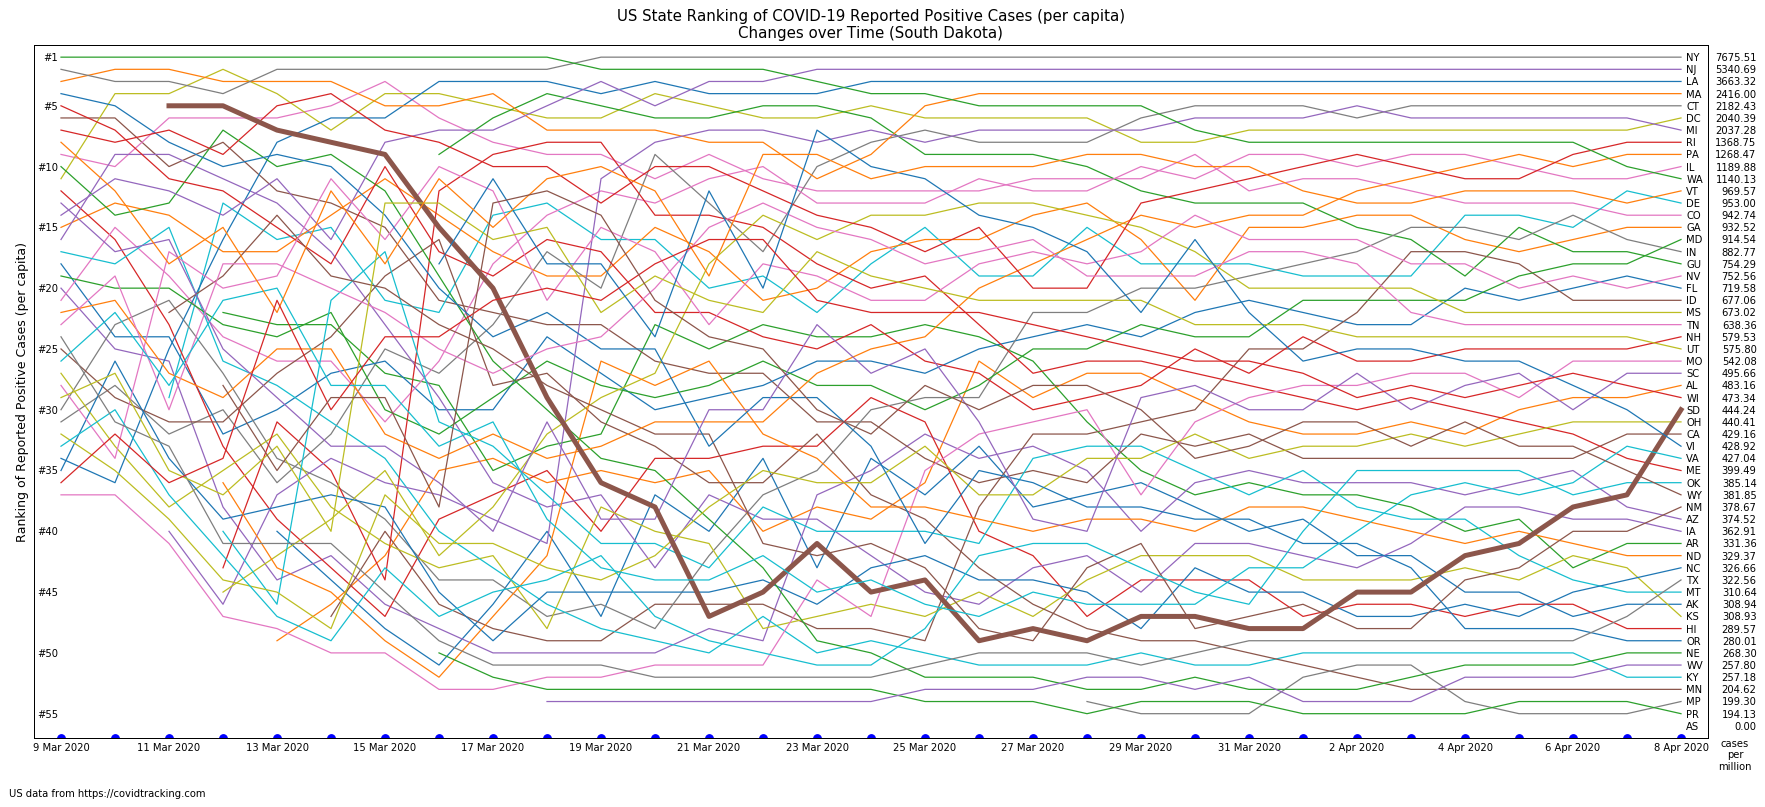 US State Ranking of COVID-19 Reported Positive Cases (per capita)
Changes over Time (South Dakota)
Ranking of Reported Positive Cases (per capita)
#1
#5
#10
#15
#20
#25
#30
#35
#40
#45
#50
#55
NY 7675.51
NJ 5340.69
LA 3663.32
MA 2416.00
CT 2182.43
DC 2040.39
MI 2037.28
RI 1368.75
PA 1268.47
IL 1189.88
WA 1140.13
VT 969.57
DE 953.00
CO 942.74
GA 932.52
MD 914.54
IN 882.77
GU 754.29
NV 752.56
FL 719.58
ID 677.06
MS 673.02
TN 638.36
NH 579.53
UT 575.80
MO 542.08
SC 495.66
AL 483.16
WI 473.34
SD 444.24
OH 440.41
CA 429.16
VI 428.92
VA 427.04
ME 399.49
OK 385.14
WY 381.85
NM 378.67
AZ 374.52
IA 362.91
AR 331.36
ND 329.37
NC 326.66
TX 322.56
MT 310.64
AK 308.94
KS 308.93
HI 289.57
OR 280.01
NE 268.30
WV 257.80
KY 257.18
MN 204.62
MP 199.30
PR 194.13
AS 0.00
9 Mar 2020 11 Mar 2020 13 Mar 2020 15 Mar 2020 17 Mar 2020 19 Mar 2020 21 Mar 2020 23 Mar 2020 25 Mar 2020 27 Mar 2020 29 Mar 2020 31 Mar 2020 2 Apr 2020 4 Apr 2020 6 Apr 2020 8 Apr 2020
cases
per
million
US data from https://covidtracking.com